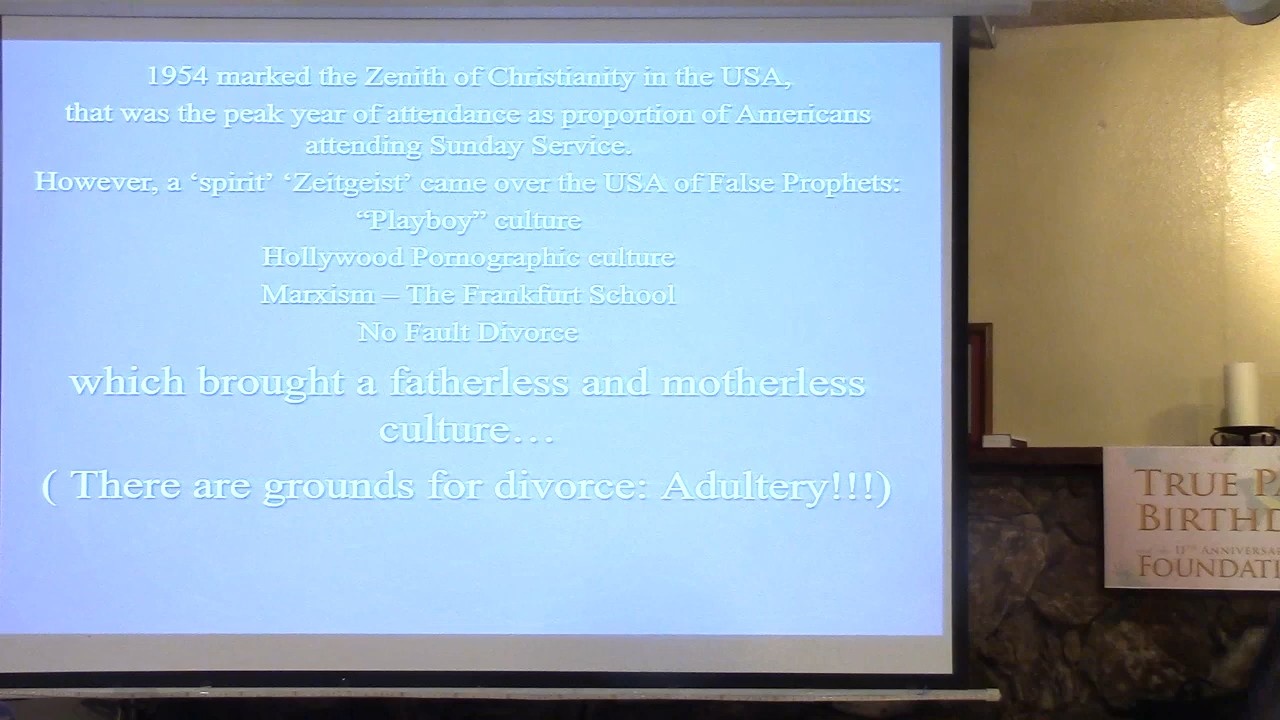 1954 marked the Zenith of Christianity in the USA,
that was the peak year of attendance as proportion of Americans
attending Sunday Service.
However, a ‘spirit’ ‘Zeitgeist’ came over the USA of False Prophets:
“Playboy” culture
Hollywood Pornographic culture
Marxism – The Frankfurt School
No Fault Divorce
which brought a fatherless and motherless
culture…
( There are grounds for divorce: Adultery!!!)
TRUE